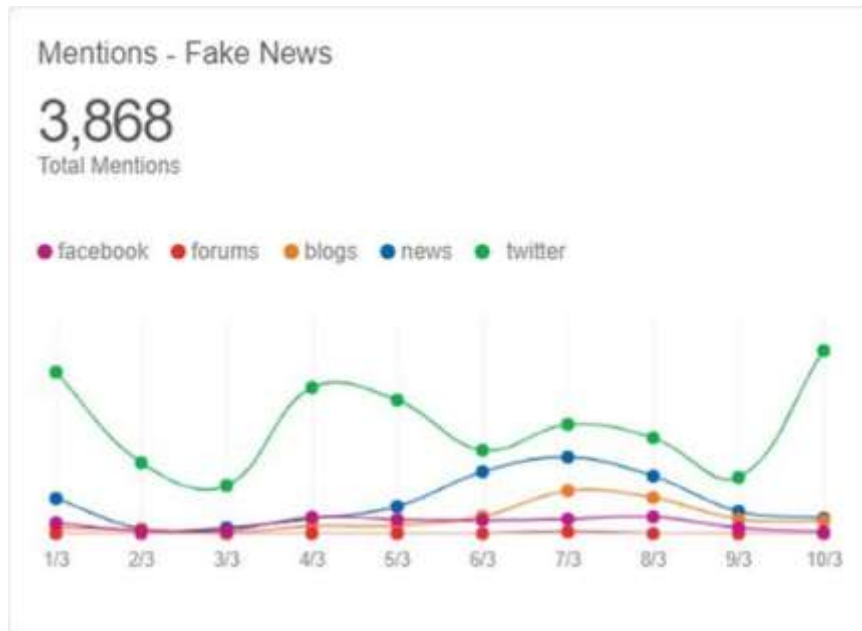 Mentions - Fake News
3,868
Total Mentions
facebook forums blogs news twitter
1/3 2/3 3/3 4/3 5/3 6/3 7/3 8/3 9/3 10/3